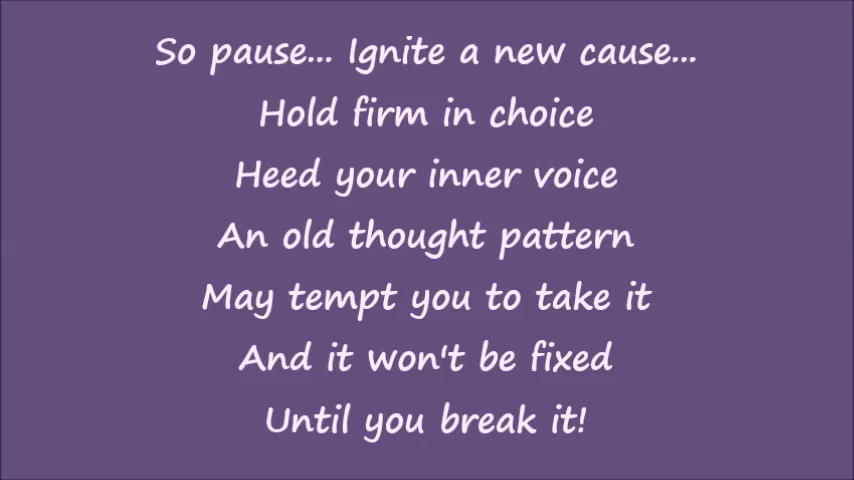 So pause... Ignite a new cause...
Hold firm in choice
Heed your inner voice
An old thought pattern
May tempt you to take it
And it won't be fixed
Until you break it!